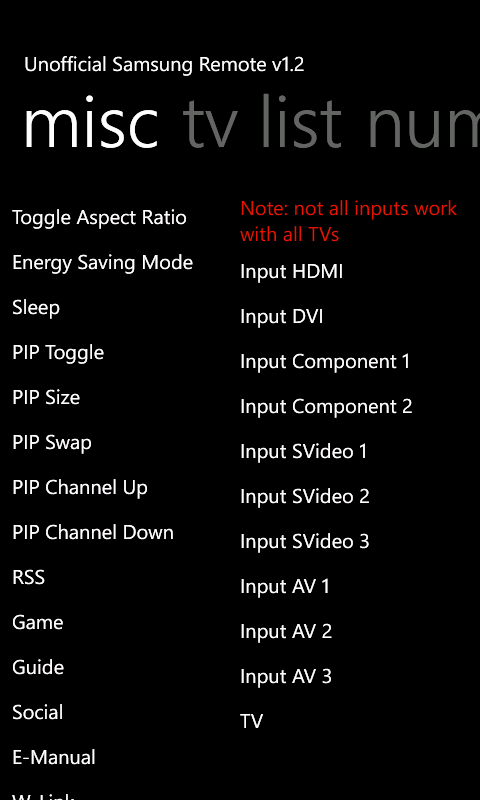 Unofficial Samsung Remote v1.2
misc tv list num
Toggle Aspect Ratio
Energy Saving Mode
Sleep
PIP Toggle
PIP Size
PIP Swap
PIP Channel Up
PIP Channel Down
RSS
Game
Guide
Social
E-Manual
W-Link
Note: not all inputs work
with all TVs
Input HDMI
Input DVI
Input Component 1
Input Component 2
Input SVideo 1
Input SVideo 2
Input SVideo 3
Input AV 1
Input AV 2
Input AV 3
TV